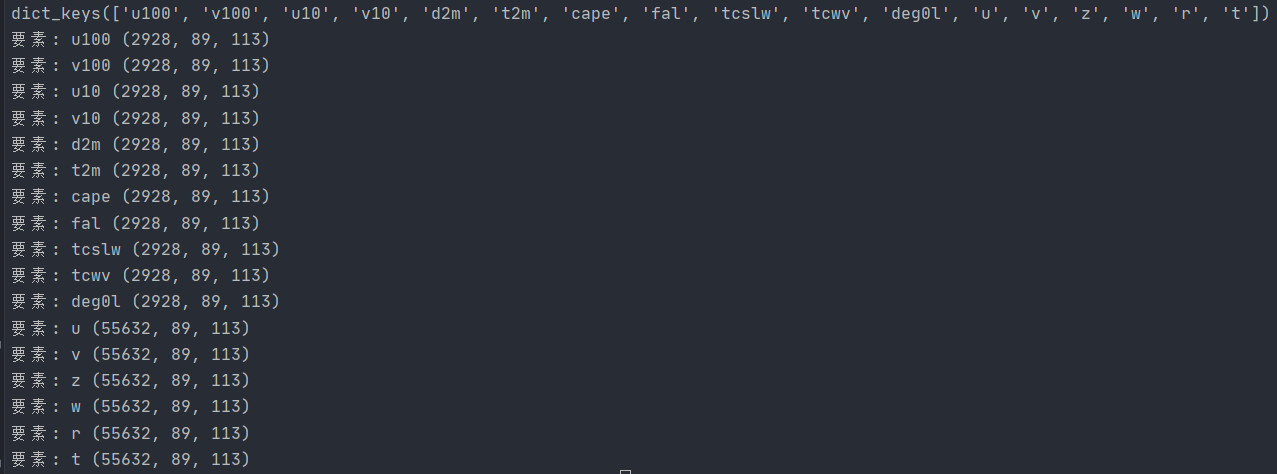 dict_keys(['u100', 'v100', 'u10', 'v10', 'd2m', 't2m', 'cape', 'fal', 'tcslw', 'tcwv', 'deg0l', 'u', 'v', 'z', 'w', 'r', 't'])
要素: u100 (2928, 89, 113)
要素: v100 (2928, 89, 113)
要素: u10 (2928, 89, 113)
要素: v10 (2928, 89, 113)
要素: d2m (2928, 89, 113)
要素: t2m (2928, 89, 113)
要素: cape (2928, 89, 113)
要素: fal (2928, 89, 113)
要素: tcslw (2928, 89, 113)
要素: tcwv (2928, 89, 113)
要素: deg0l (2928, 89, 113)
要素: u (55632, 89, 113)
要素: v (55632, 89, 113)
要素: z (55632, 89, 113)
要素: w (55632, 89, 113)
要素: r (55632, 89, 113)
要素: t (55632, 89, 113)